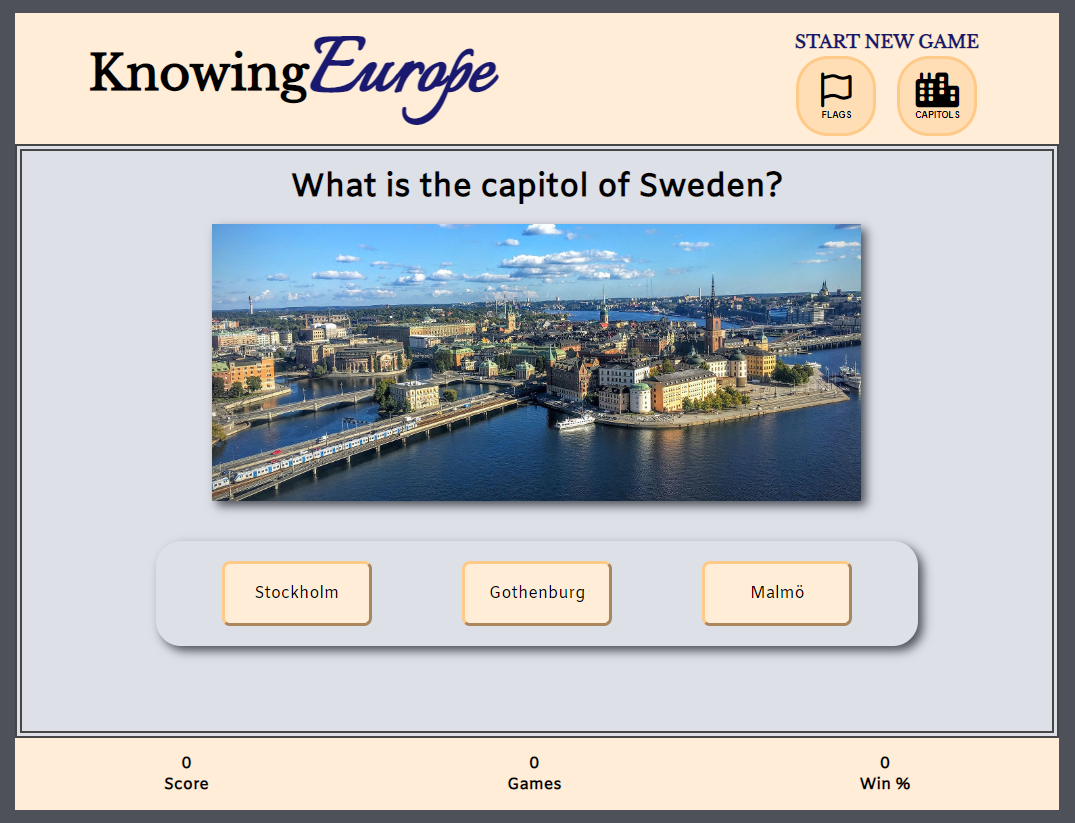 KnowingEurope
START NEW GAME
FLAGS
CAPITOLS
What is the capitol of Sweden?
Stockholm
Gothenburg
Malmö
0
Score
0
Games
0
Win %